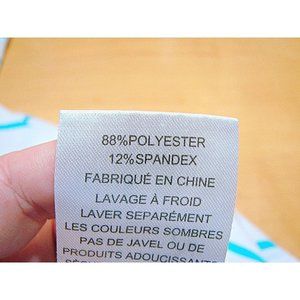 88%POLYESTER
12%SPANDEX
FABRIQUÉ EN CHINE
LAVAGE À FROID
LAVER SEPARÉMENT
LES COULEURS SOMBRES
PAS DE JAVEL OU DE
PRODUITS ADOUCISSANTS